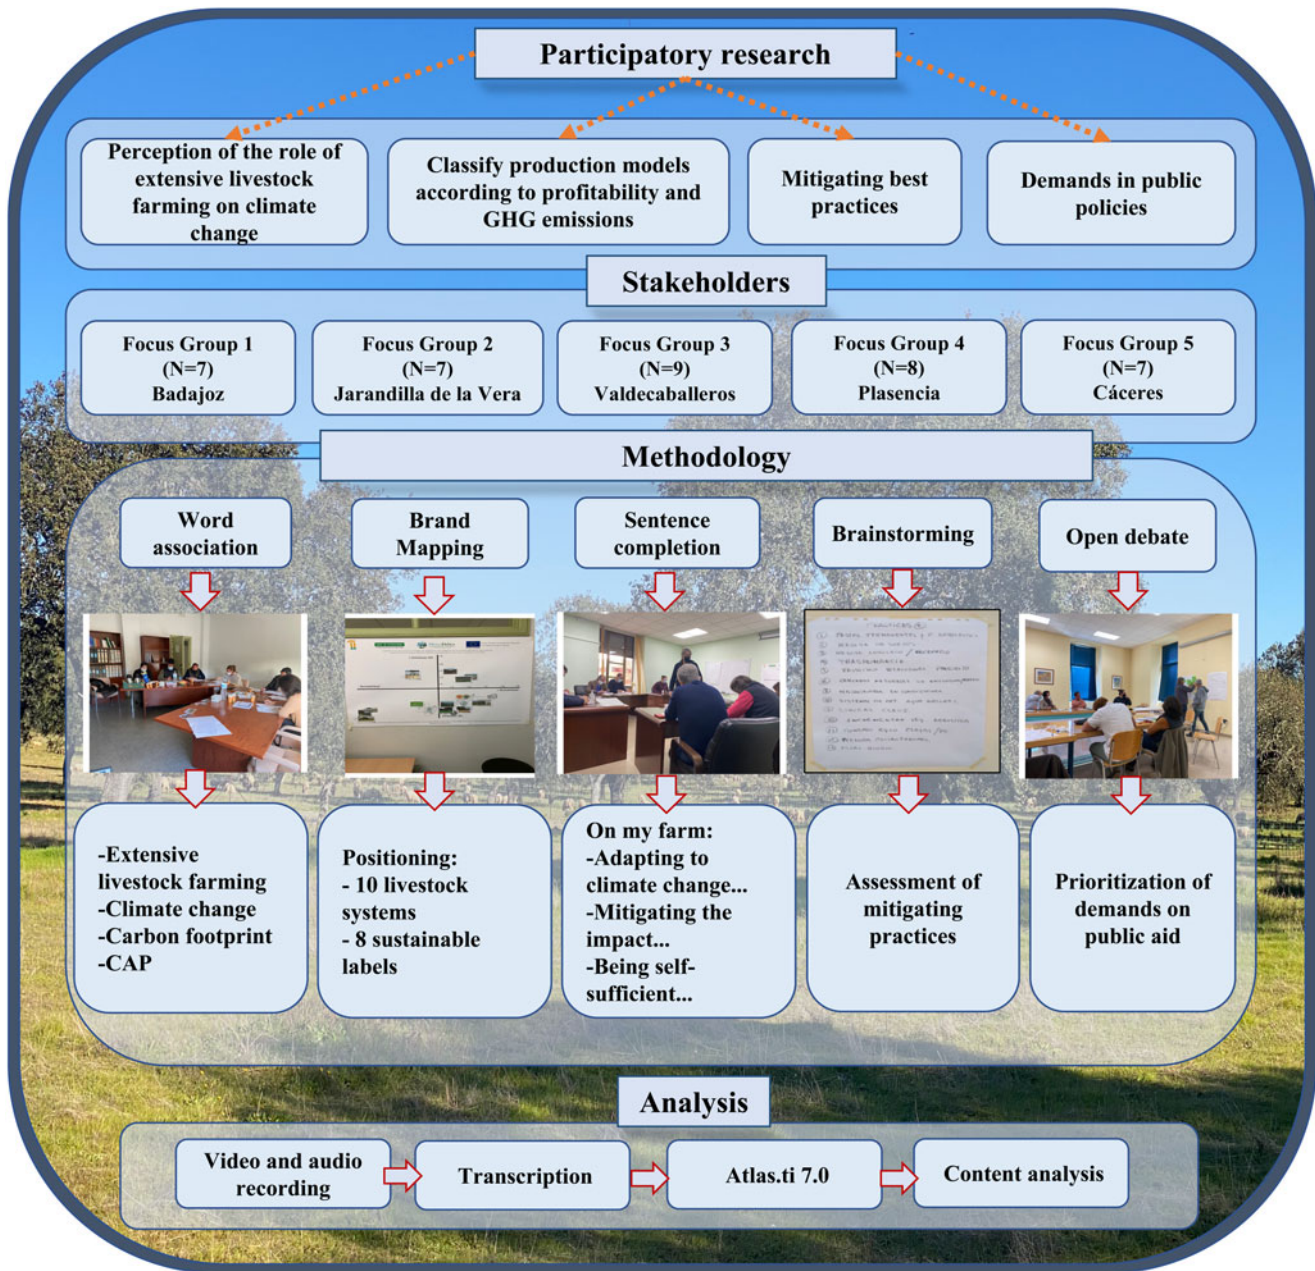 Participatory research
Perception of the role of
extensive livestock
farming on climate
change
Classify production models
according to profitability and
GHG emissions
Mitigating best
practices
Demands in public
policies
Stakeholders
Focus Group 1
(N=7)
Badajoz
Focus Group 2
(N=7)
Jarandilla de la Vera
Focus Group 3
(N=9)
Valdecaballeros
Focus Group 4
(N=8)
Plasencia
Focus Group 5
(N=7)
Cáceres
Methodology
Word
association
Brand
Mapping
Sentence
completion
Brainstorming
Open debate
-Extensive
livestock farming
-Climate change
-Carbon footprint
-CAP
Positioning:
- 10 livestock
systems
- 8 sustainable
labels
On my farm:
-Adapting to
climate change...
-Mitigating the
impact...
-Being self-
sufficient...
Assessment of
mitigating
practices
Prioritization of
demands on
public aid
Analysis
Video and audio
recording
Transcription
Atlas.ti 7.0
Content analysis